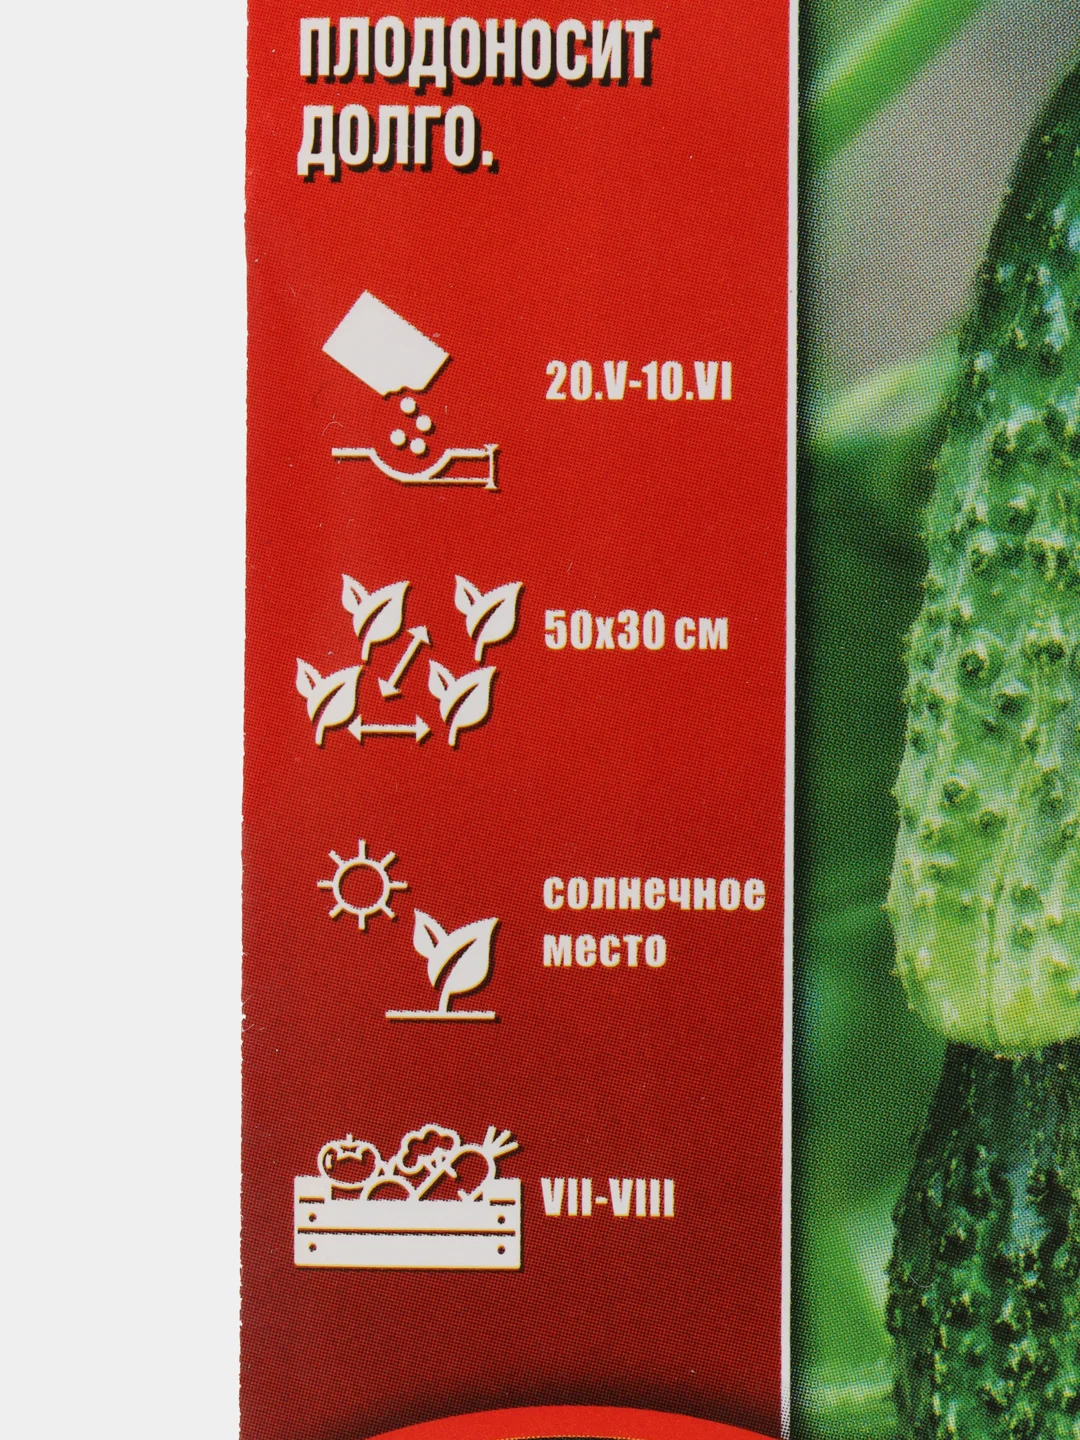 ПЛОДОНОСИТ
ДОЛГО.
20.V-10.VI
50x30 см
солнечное
место
VII-VIII